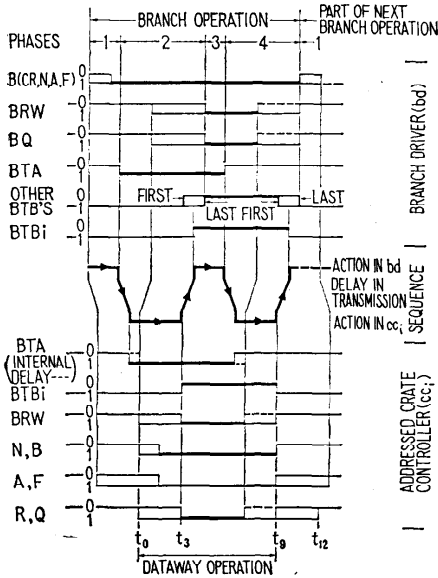 BRANCH OPERATION
PART OF NEXT
BRANCH OPERATION
PHASES
1 2 3 4 1
B(CR,N,A,F) 0 1
BRW 0 1
BQ 0 1
BTA 0 1
OTHER
BTB'S 0 1
FIRST
LAST FIRST
LAST
BTBi 0 1
BRANCH DRIVER(bd)
ACTION IN bd
DELAY IN
TRANSMISSION
ACTION IN cci
SEQUENCE
BTA 0 1
(INTERNAL
DELAY---)
BTBi 0 1
BRW 0 1
N,B 0 1
A,F 0 1
R,Q 0 1
ADDRESSED CRATE
CONTROLLER(cci)
t0 t3 t9 t12
DATAWAY OPERATION